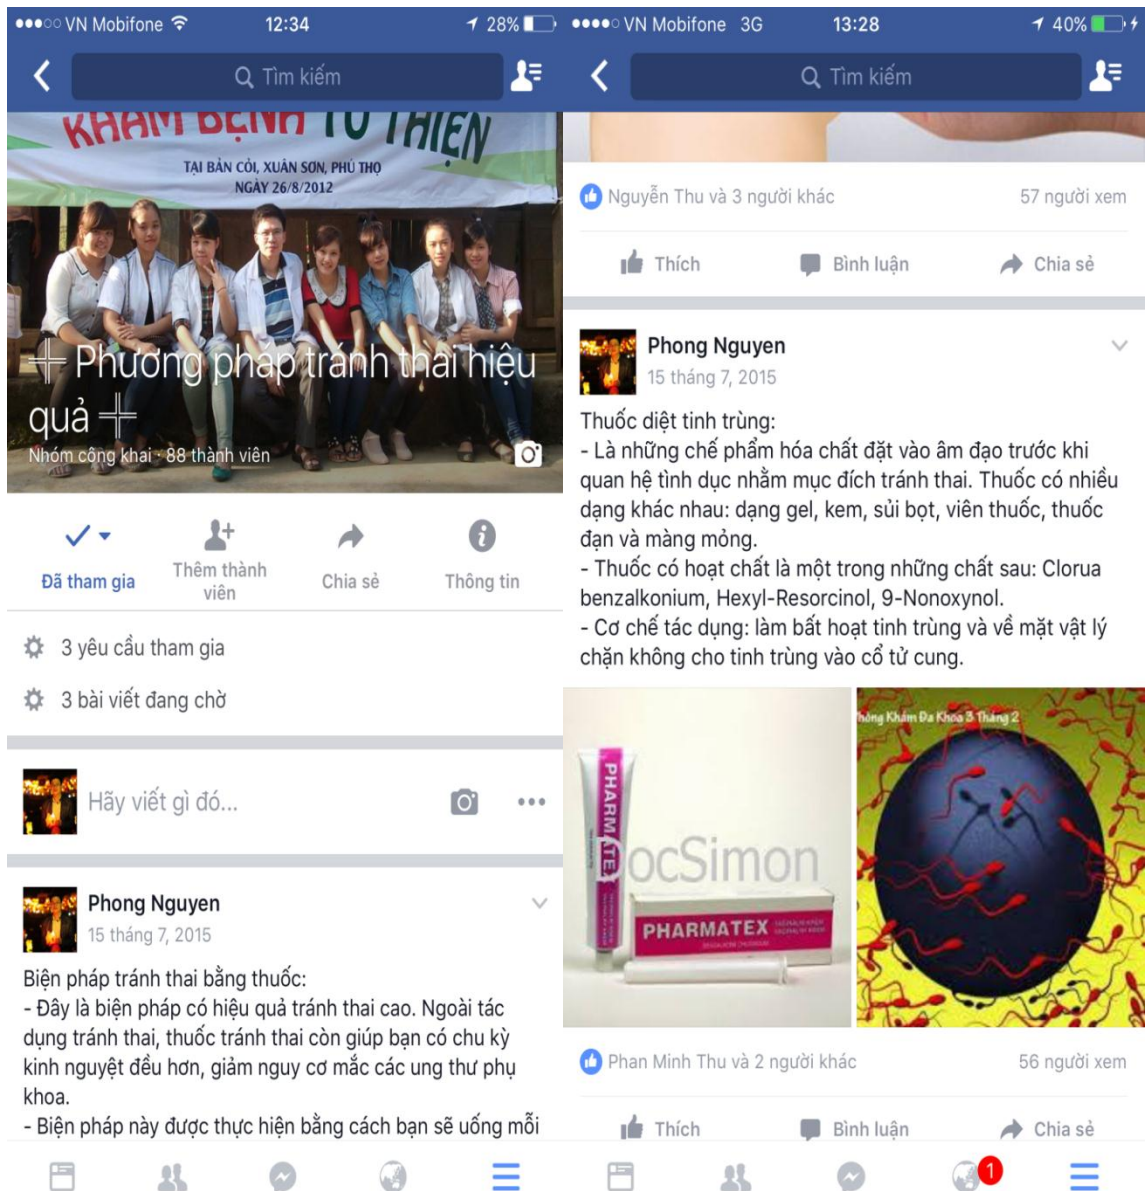 VN Mobifone 12:34 28%
Tìm kiếm
KHÁM BỆNH TỪ THIỆN
TẠI BẢN CỎI, XUÂN SƠN, PHÚ THỌ
NGÀY 26/8/2012
╬ Phương pháp tránh thai hiệu
quả ╬
Nhóm công khai · 88 thành viên
Đã tham gia
Thêm thành
viên
Chia sẻ
Thông tin
3 yêu cầu tham gia
3 bài viết đang chờ
Hãy viết gì đó...
Phong Nguyen
15 tháng 7, 2015
Biện pháp tránh thai bằng thuốc:
- Đây là biện pháp có hiệu quả tránh thai cao. Ngoài tác
dụng tránh thai, thuốc tránh thai còn giúp bạn có chu kỳ
kinh nguyệt đều hơn, giảm nguy cơ mắc các ung thư phụ
khoa.
- Biện pháp này được thực hiện bằng cách bạn sẽ uống mỗi
VN Mobifone 3G 13:28 40%
Tìm kiếm
Nguyễn Thu và 3 người khác 57 người xem
Thích Bình luận Chia sẻ
Phong Nguyen
15 tháng 7, 2015
Thuốc diệt tinh trùng:
- Là những chế phẩm hóa chất đặt vào âm đạo trước khi
quan hệ tình dục nhằm mục đích tránh thai. Thuốc có nhiều
dạng khác nhau: dạng gel, kem, sủi bọt, viên thuốc, thuốc
đạn và màng mỏng.
- Thuốc có hoạt chất là một trong những chất sau: Clorua
benzalkonium, Hexyl-Resorcinol, 9-Nonoxynol.
- Cơ chế tác dụng: làm bất hoạt tinh trùng và về mặt vật lý
chặn không cho tinh trùng vào cổ tử cung.
PHARMATEX
DocSimon
PHARMATEX
Phòng Khám Đa Khoa 3 Tháng 2
Phan Minh Thu và 2 người khác 56 người xem
Thích Bình luận Chia sẻ
1